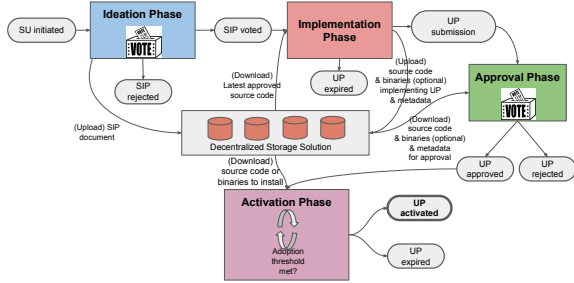 Ideation Phase
VOTE
SU initiated
SIP voted
SIP
rejected
Implementation
Phase
UP
expired
UP
submission
Approval Phase
VOTE
(Upload) SIP
document
(Download)
Latest approved
source code
(Upload)
source code
& binaries (optional)
implementing UP
& metadata
(Download)
source code
& binaries (optional)
& metadata
for approval
Decentralized Storage Solution
(Download)
source code or
binaries to install
UP
approved
UP
rejected
Activation Phase
Adoption
threshold
met?
UP
activated
UP
expired